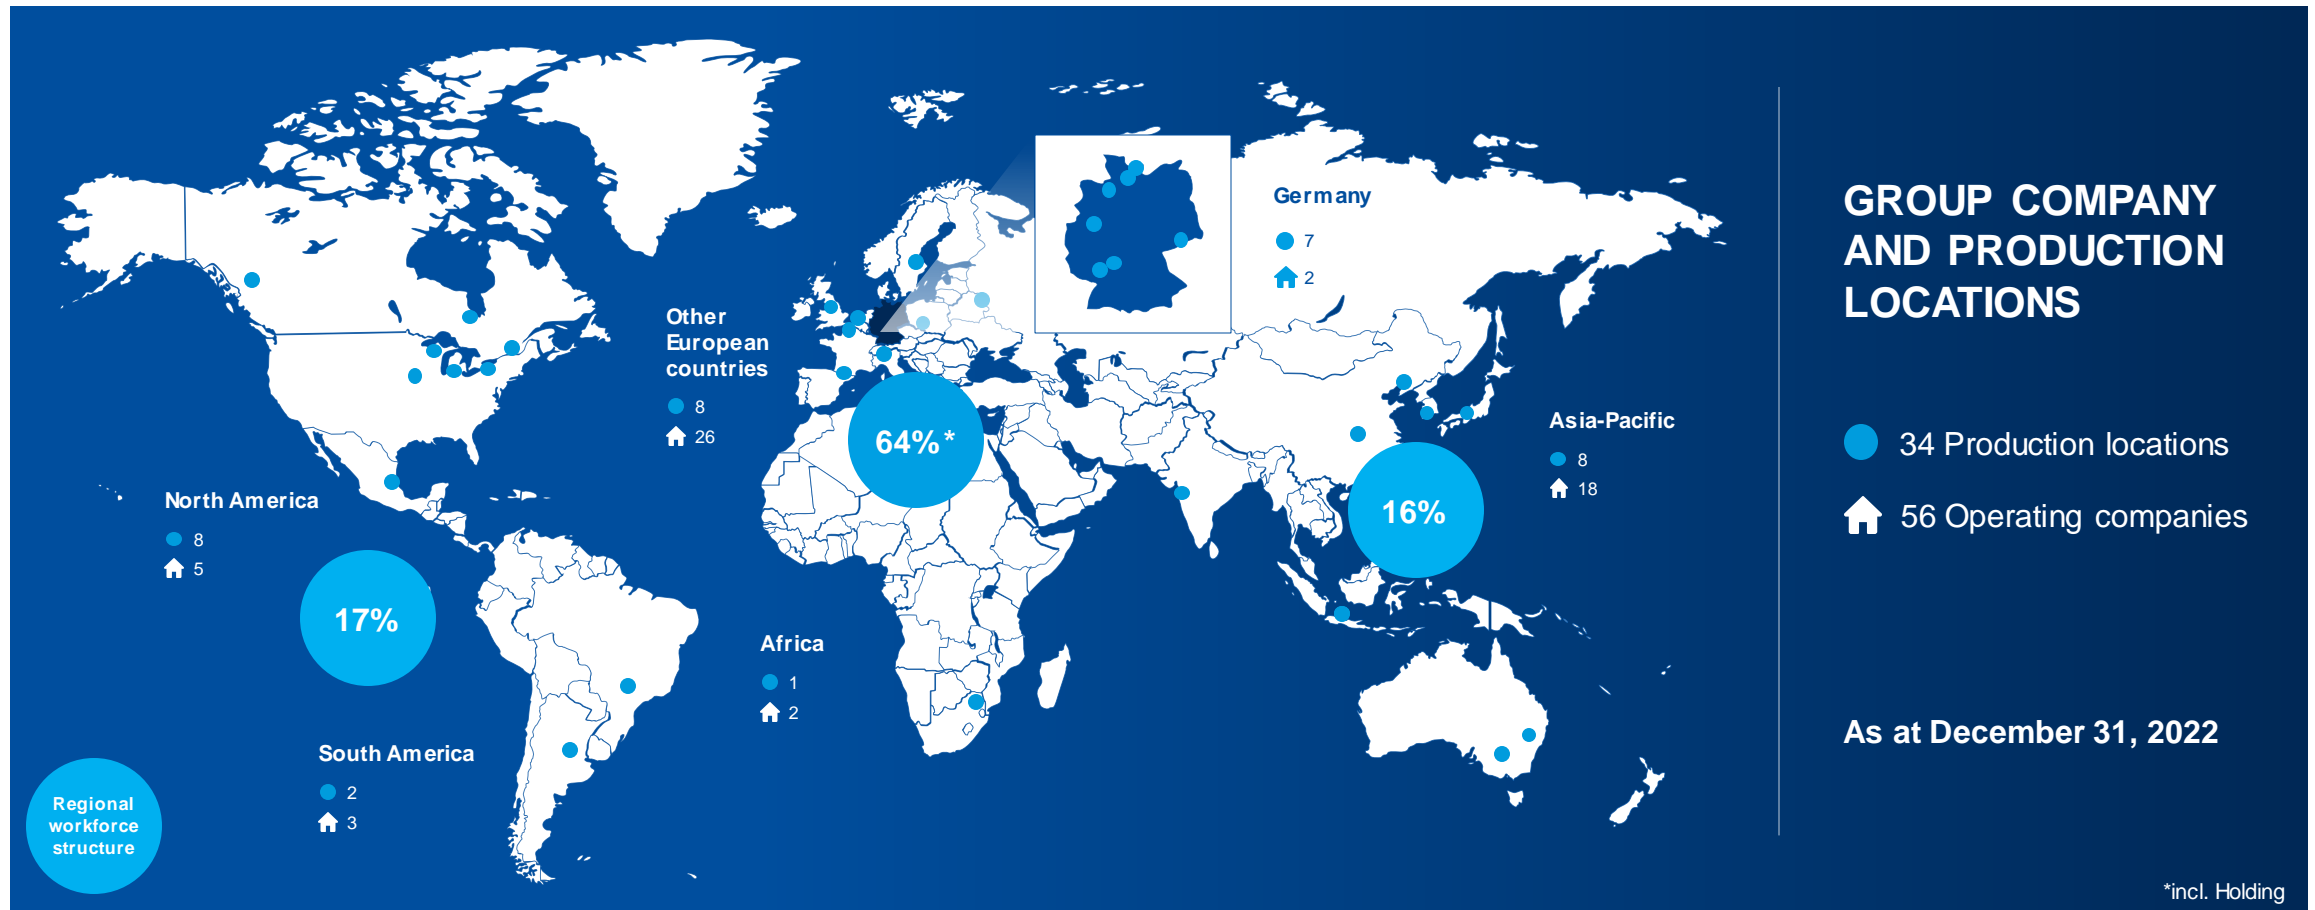 GROUP COMPANY
AND PRODUCTION
LOCATIONS
34 Production locations
56 Operating companies
As at December 31, 2022
*incl. Holding
Germany
7
2
Other
European
countries
8
26
64%*
Asia-Pacific
8
18
16%
North America
8
5
17%
Africa
1
2
South America
2
3
Regional
workforce
structure